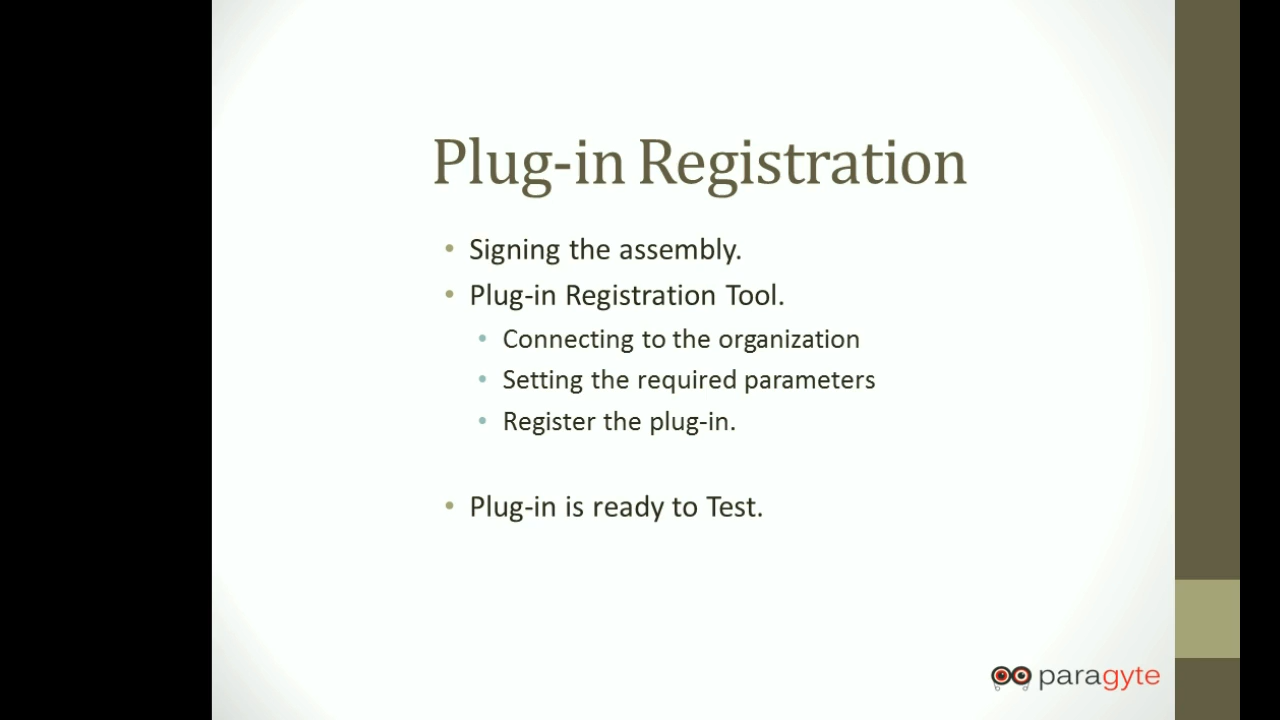 Plug-in Registration
• Signing the assembly.
• Plug-in Registration Tool.
• Connecting to the organization
• Setting the required parameters
• Register the plug-in.
• Plug-in is ready to Test.
paragyte